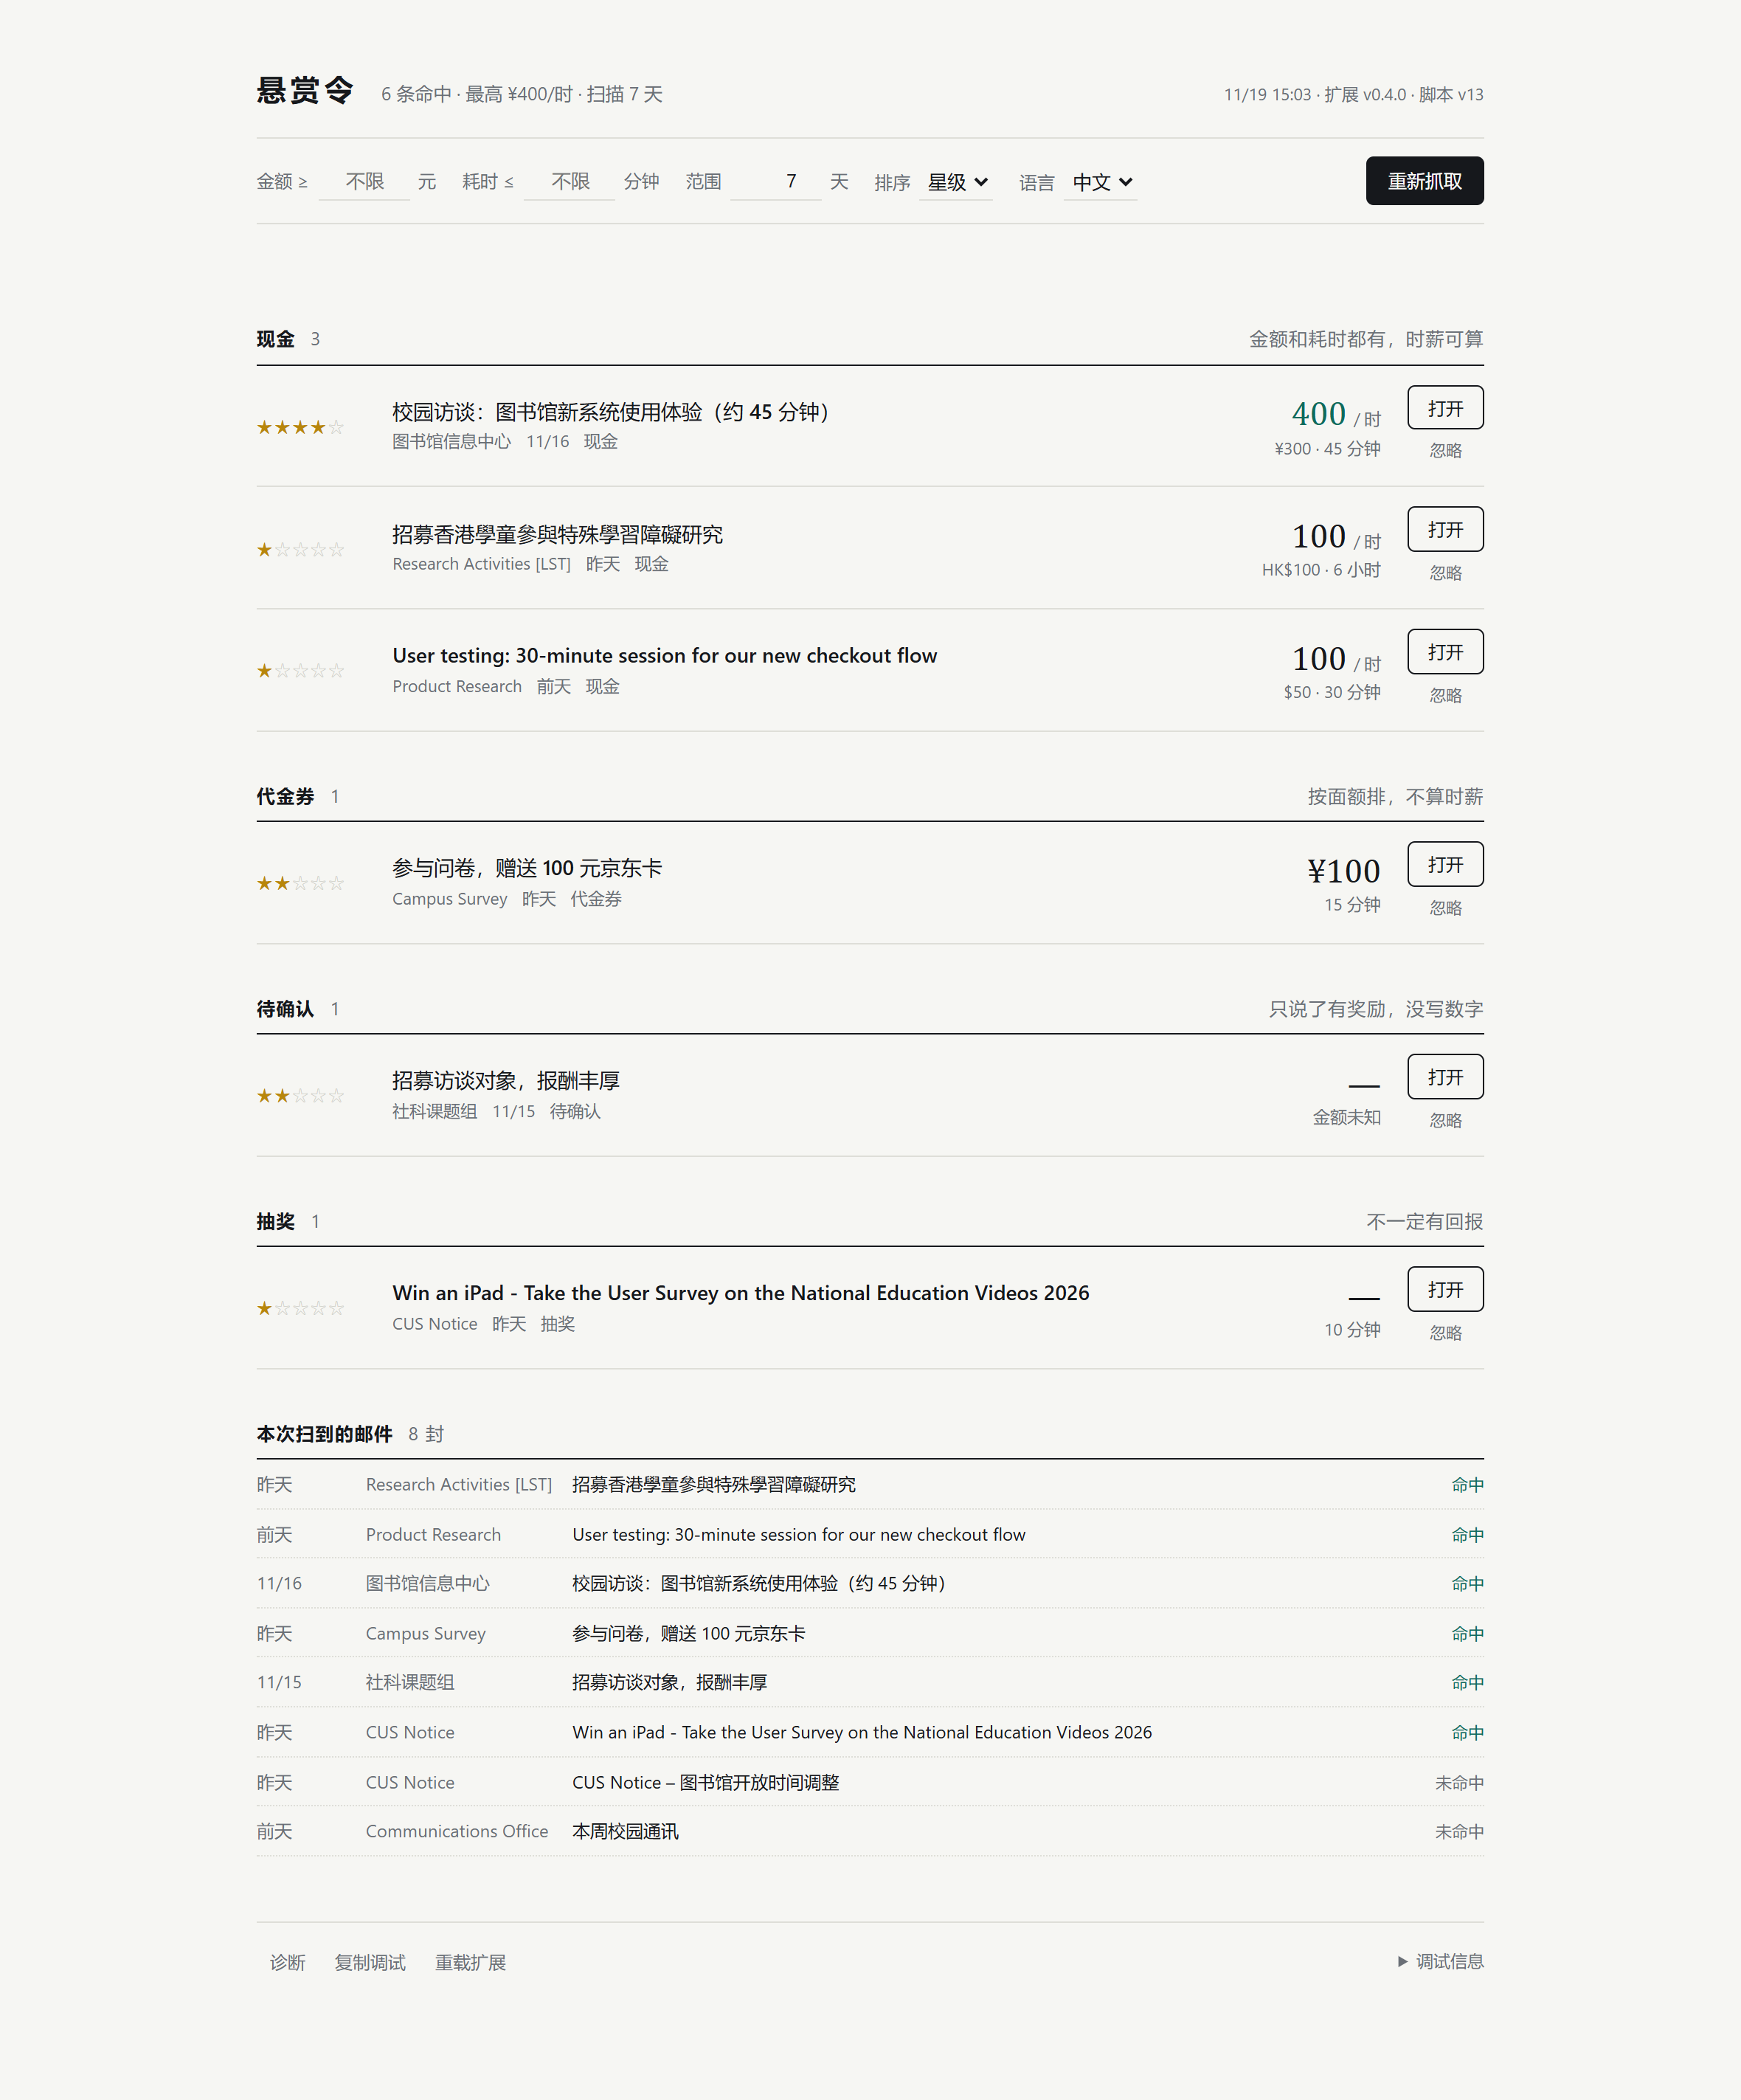 悬赏令 6 条命中 · 最高 ¥400/时 · 扫描 7 天 11/19 15:03 · 扩展 v0.4.0 · 脚本 v13
金额 ≥ 不限 元 耗时 ≤ 不限 分钟 范围 7 天 排序 星级 语言 中文 重新抓取
现金 3 金额和耗时都有，时薪可算
★★★★☆ 校园访谈：图书馆新系统使用体验（约 45 分钟） 400 / 时 打开
图书馆信息中心 11/16 现金 ¥300 · 45 分钟 忽略
★☆☆☆☆ 招募香港學童參與特殊學習障礙研究 100 / 时 打开
Research Activities [LST] 昨天 现金 HK$100 · 6 小时 忽略
★☆☆☆☆ User testing: 30-minute session for our new checkout flow 100 / 时 打开
Product Research 前天 现金 $50 · 30 分钟 忽略
代金券 1 按面额排，不算时薪
★★☆☆☆ 参与问卷，赠送 100 元京东卡 ¥100 打开
Campus Survey 昨天 代金券 15 分钟 忽略
待确认 1 只说了有奖励，没写数字
★★☆☆☆ 招募访谈对象，报酬丰厚 — 打开
社科课题组 11/15 待确认 金额未知 忽略
抽奖 1 不一定有回报
★☆☆☆☆ Win an iPad - Take the User Survey on the National Education Videos 2026 — 打开
CUS Notice 昨天 抽奖 10 分钟 忽略
本次扫到的邮件 8 封
昨天 Research Activities [LST] 招募香港學童參與特殊學習障礙研究 命中
前天 Product Research User testing: 30-minute session for our new checkout flow 命中
11/16 图书馆信息中心 校园访谈：图书馆新系统使用体验（约 45 分钟） 命中
昨天 Campus Survey 参与问卷，赠送 100 元京东卡 命中
11/15 社科课题组 招募访谈对象，报酬丰厚 命中
昨天 CUS Notice Win an iPad - Take the User Survey on the National Education Videos 2026 命中
昨天 CUS Notice CUS Notice – 图书馆开放时间调整 未命中
前天 Communications Office 本周校园通讯 未命中
诊断 复制调试 重载扩展 ▶ 调试信息